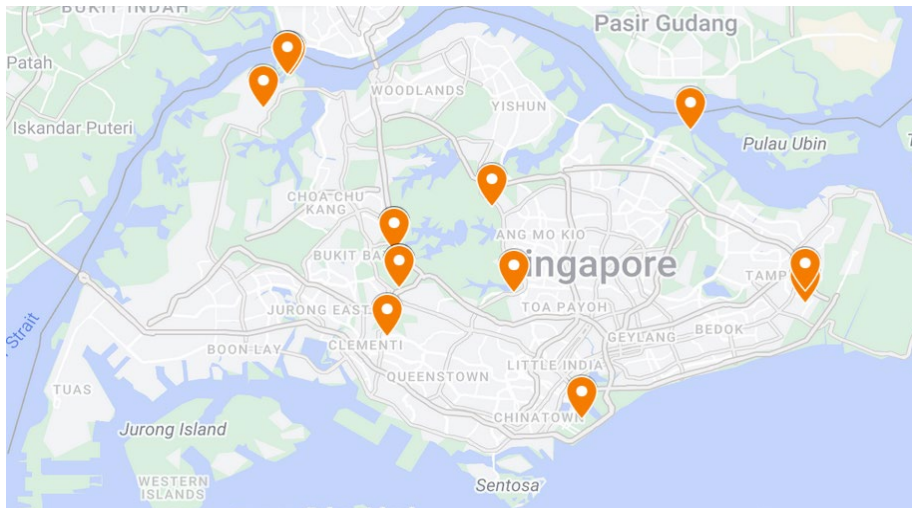 BUKIT INDAH
Pasir Gudang
Patah
WOODLANDS
YISHUN
Iskandar Puteri
Pulau Ubin
CHOA CHU
KANG
ANG MO KIO
BUKIT BA
ingapore
TAMP
JURONG EAST
TOA PAYOH
Strait
CLEMENTI
GEYLANG
BEDOK
BOON LAY
LITTLE INDIA
QUEENSTOWN
TUAS
CHINATOWN
Jurong Island
WESTERN
ISLANDS
Sentosa